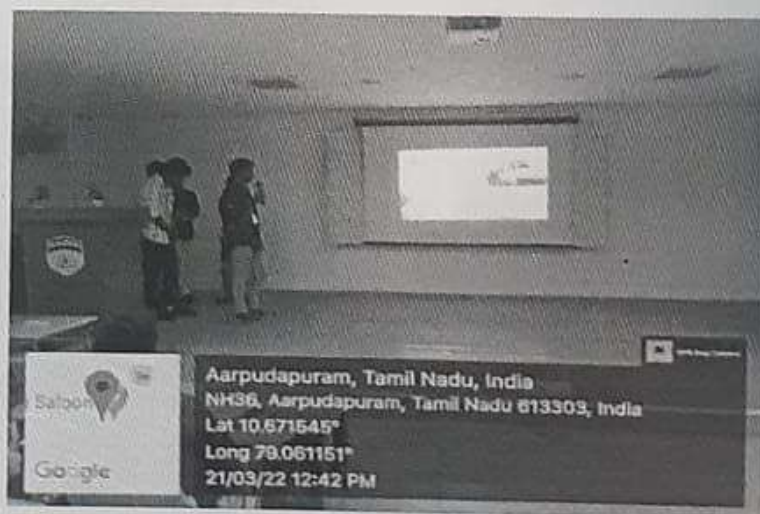 Saloon
Google
Aarpudapuram, Tamil Nadu, India
NH36, Aarpudapuram, Tamil Nadu 613303, India
Lat 10.671545°
Long 79.061151°
21/03/22 12:42 PM